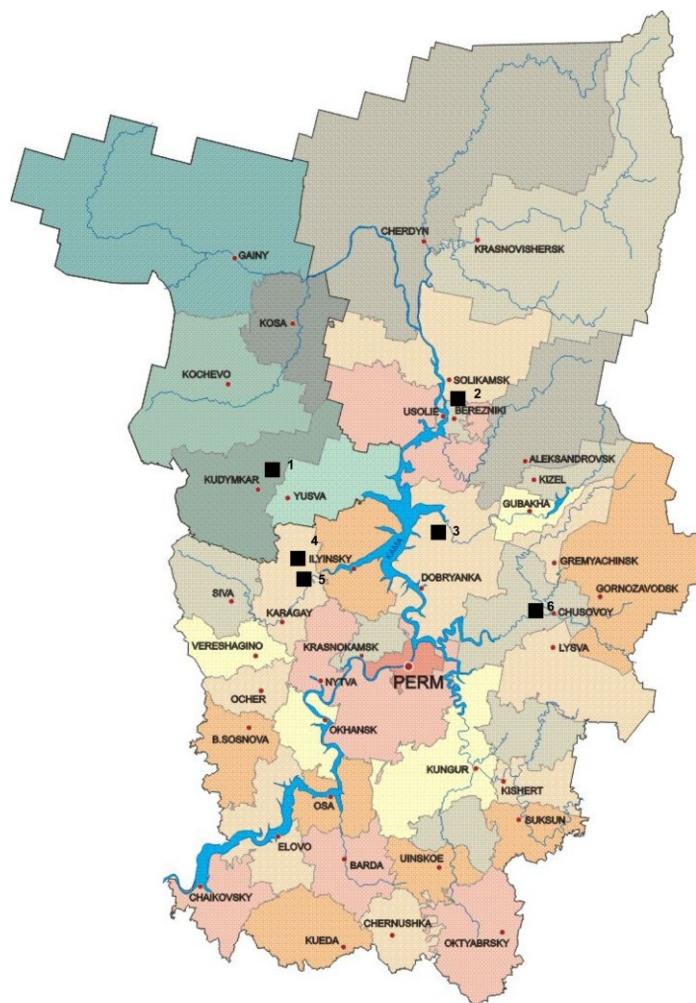 CHERDYN
KRASNOVISHERSK
GAINY
KOSA
KOCHEVO
SOLIKAMSK
2
USOLIE
BEREZNIKI
ALEKSANDROVSK
1
KUDYMKAR
YUSVA
KIZEL
GUBAKHA
3
4
KAMA
ILYINSKY
GREMYACHINSK
5
DOBRYANKA
GORNOZAVODSK
SIVA
6
CHUSOVOY
KARAGAY
VERESHAGINO
KRASNOKAMSK
LYSVA
NYTVA
PERM
OCHER
OKHANSK
B.SOSNOVA
KUNGUR
KISHERT
OSA
SUKSUN
ELOVO
BARDA
UINSKOE
CHAIKOVSKY
CHERNUSHKA
KUEDA
OKTYABRSKY